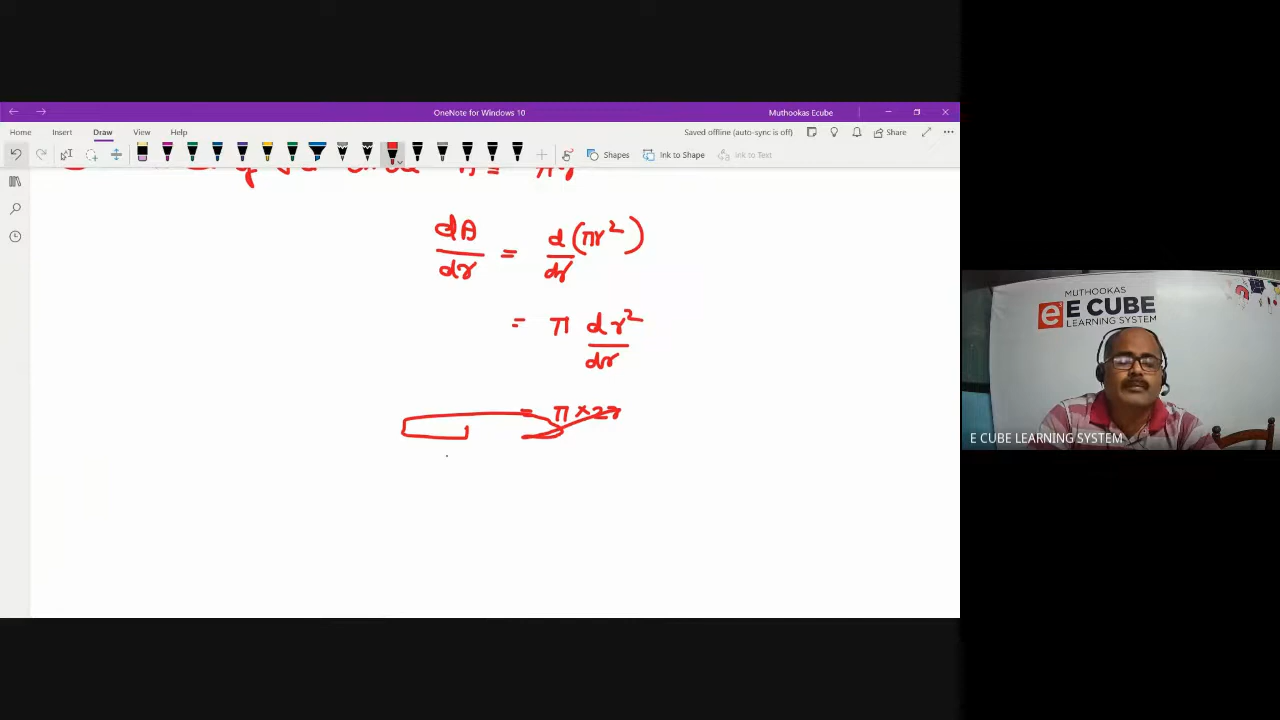 OneNote for Windows 10
Muthookas Ecube
Home Insert Draw View Help
Saved offline (auto-sync is off)
Share
Shapes
Ink to Shape
Ink to Text
dA/dr = d/dr (πr²)
= π dr²/dr
= π×2r
MUTHOOKAS
E CUBE
LEARNING SYSTEM
E CUBE LEARNING SYSTEM